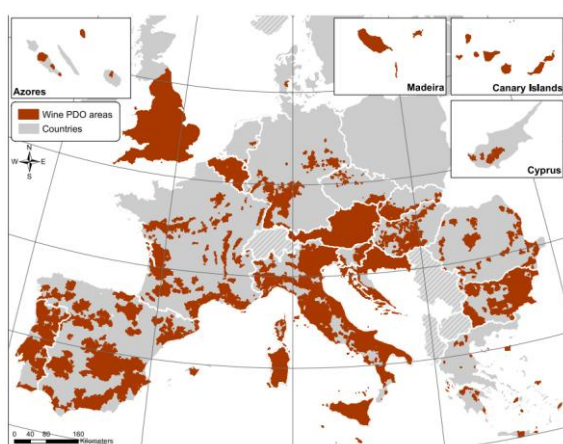 Azores
Madeira
Canary Islands
Wine PDO areas
Countries
N
W E
S
Cyprus
0 40 80 160
Kilometers